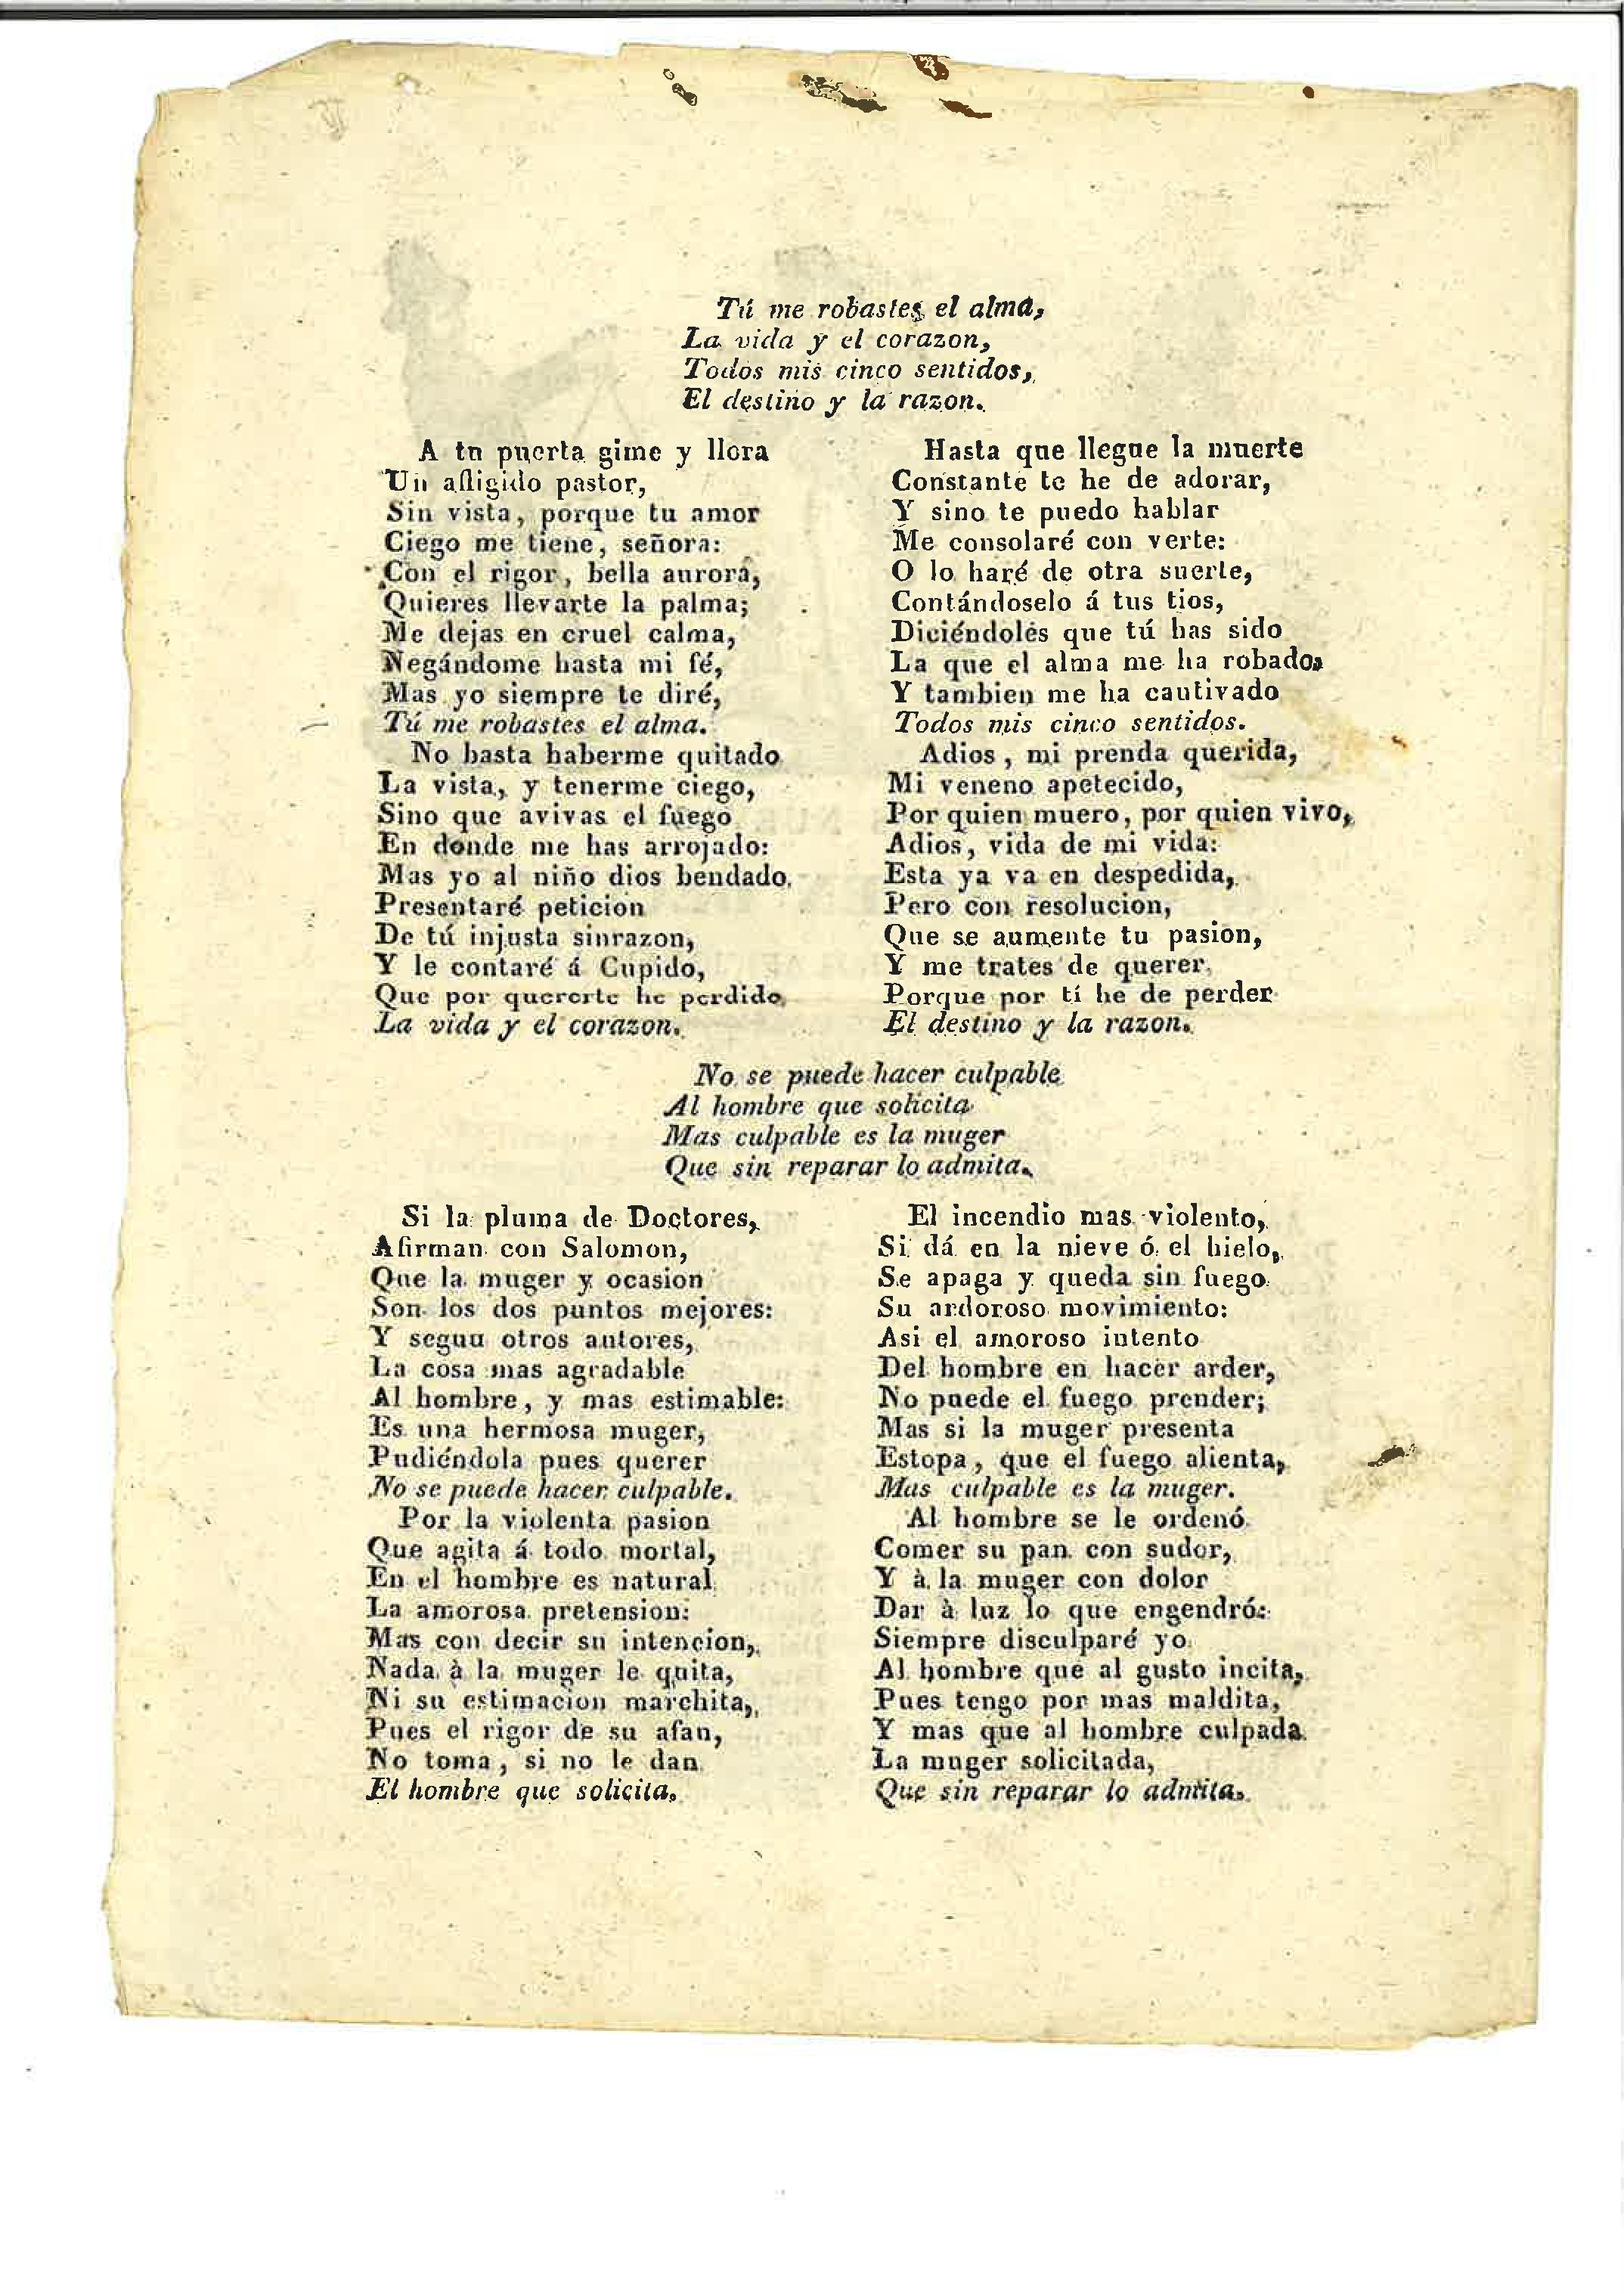 Tú me robastes el alma,
La vida y el corazon,
Todos mis cinco sentidos,
El destino y la razon.
A tu puerta gime y llora
Un afligido pastor,
Sin vista, porque tu amor
Ciego me tiene, señora:
Con el rigor, bella aurora,
Quieres llevarte la palma;
Me dejas en cruel calma,
Negándome hasta mi fé,
Mas yo siempre te diré,
Tú me robastes el alma.
No basta haberme quitado
La vista, y tenerme ciego,
Sino que avivas el fuego
En donde me has arrojado:
Mas yo al niño dios bendado,
Presentaré peticion
De tú injusta sinrazon,
Y le contaré á Cupido,
Que por quererte he perdido
La vida y el corazon.
Hasta que llegue la muerte
Constante te he de adorar,
Y sino te puedo hablar
Me consolaré con verte:
O lo haré de otra suerte,
Contándoselo á tus tios,
Diciéndoles que tú has sido
La que el alma me ha robado,
Y tambien me ha cautivado
Todos mis cinco sentidos.
Adios, mi prenda querida,
Mi veneno apetecido,
Por quien muero, por quien vivo,
Adios, vida de mi vida:
Esta ya va en despedida,
Pero con resolucion,
Que se aumente tu pasion,
Y me trates de querer,
Porque por tí he de perder
El destino y la razon.
No se puede hacer culpable
Al hombre que solicita
Mas culpable es la muger
Que sin reparar lo admita.
Si la pluma de Doctores,
Afirman con Salomon,
Que la muger y ocasion
Son los dos puntos mejores:
Y segun otros autores,
La cosa mas agradable
Al hombre, y mas estimable:
Es una hermosa muger,
Pudiéndola pues querer
No se puede hacer culpable.
Por la violenta pasion
Que agita á todo mortal,
En el hombre es natural
La amorosa pretension:
Mas con decir su intencion,
Nada à la muger le quita,
Ni su estimacion marchita,
Pues el rigor de su afan,
No toma, si no le dan
El hombre que solicita.
El incendio mas violento,
Si dá en la nieve ó el hielo,
Se apaga y queda sin fuego
Su ardoroso movimiento:
Asi el amoroso intento
Del hombre en hacer arder,
No puede el fuego prender;
Mas si la muger presenta
Estopa, que el fuego alienta,
Mas culpable es la muger.
Al hombre se le ordenó
Comer su pan con sudor,
Y à la muger con dolor
Dar à luz lo que engendró:
Siempre disculparé yo
Al hombre que al gusto incita,
Pues tengo por mas maldita,
Y mas que al hombre culpada
La muger solicitada,
Que sin reparar lo admita.